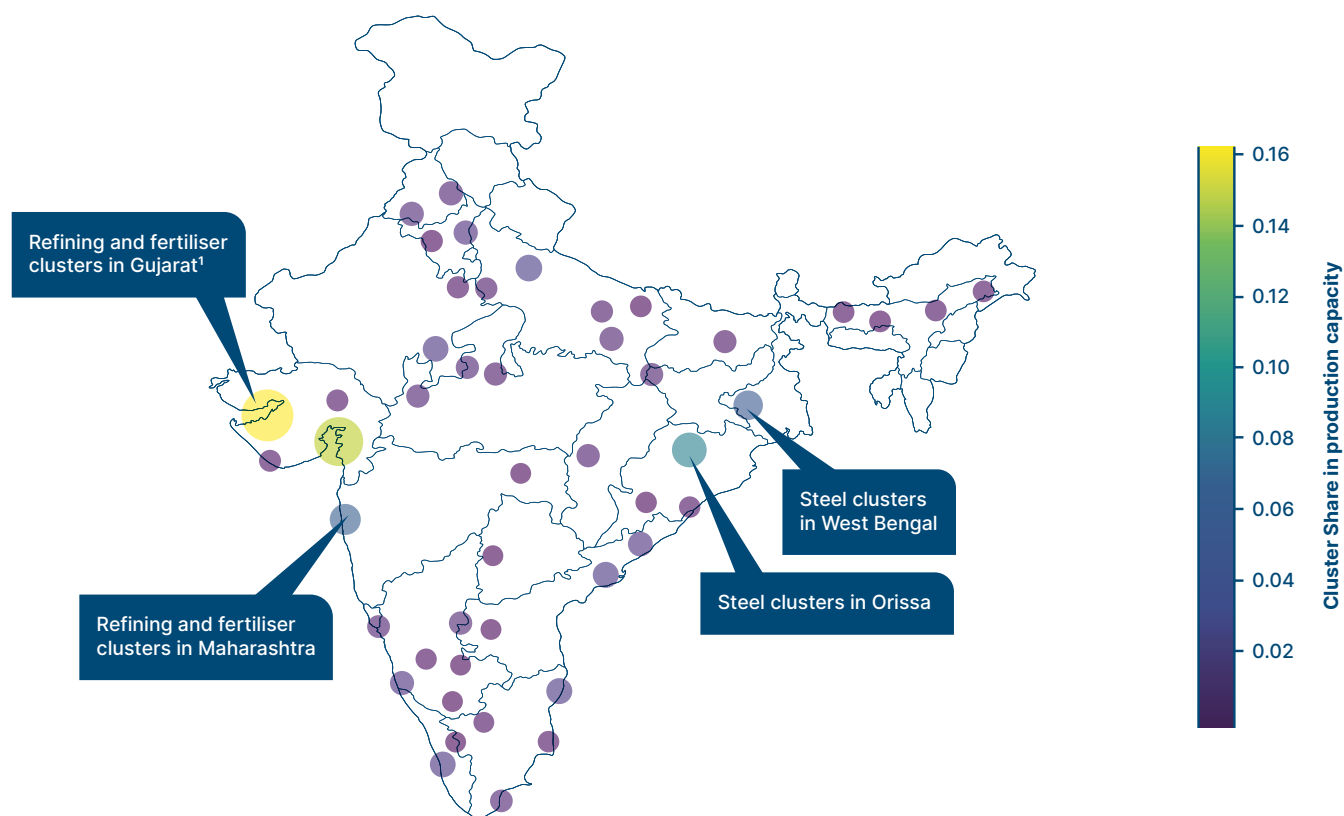 Refining and fertiliser
clusters in Gujarat¹
Steel clusters
in West Bengal
Steel clusters in Orissa
Refining and fertiliser
clusters in Maharashtra
0.16
0.14
0.12
0.10
0.08
0.06
0.04
0.02
Cluster Share in production capacity